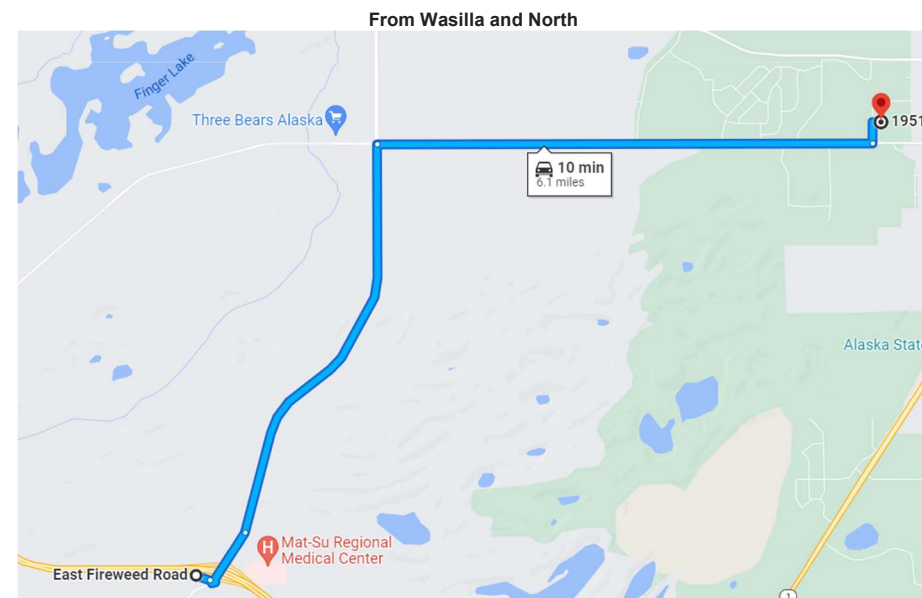 From Wasilla and North
Finger Lake
Three Bears Alaska
1951
10 min
6.1 miles
Alaska Stat
Mat-Su Regional
Medical Center
H
East Fireweed Road
1